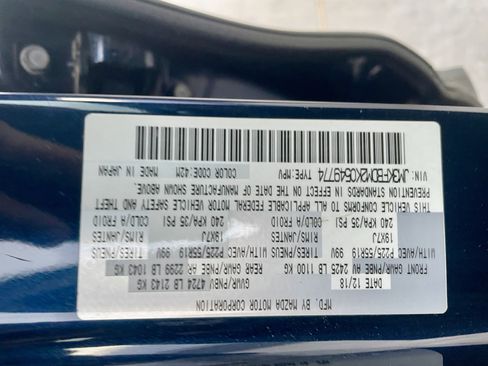 MFD. BY MAZDA MOTOR CORPORATION
12/18 GVWR/PNBV 4724 LB 2143 KG
FRONT GAWR/PNBE AV 2425 LB 1100 KG REAR GAWR/PNBE AR 2299 LB 1043 KG
WITH/AVEC P225/55R19 99V TIRES/PNEUS WITH/AVEC P225/55R19 99V TIRES/PNEUS
19X7J RIMS/JANTES 19X7J RIMS/JANTES
240 KPA/35 PSI COLD/A FROID 240 KPA/35 PSI COLD/A FROID
THIS VEHICLE CONFORMS TO ALL APPLICABLE FEDERAL MOTOR VEHICLE SAFETY AND THEFT
PREVENTION STANDARDS IN EFFECT ON THE DATE OF MANUFACTURE SHOWN ABOVE.
VIN: JM3KFBDM2K0549774 TYPE:MPV COLOR CODE:42M MADE IN JAPAN